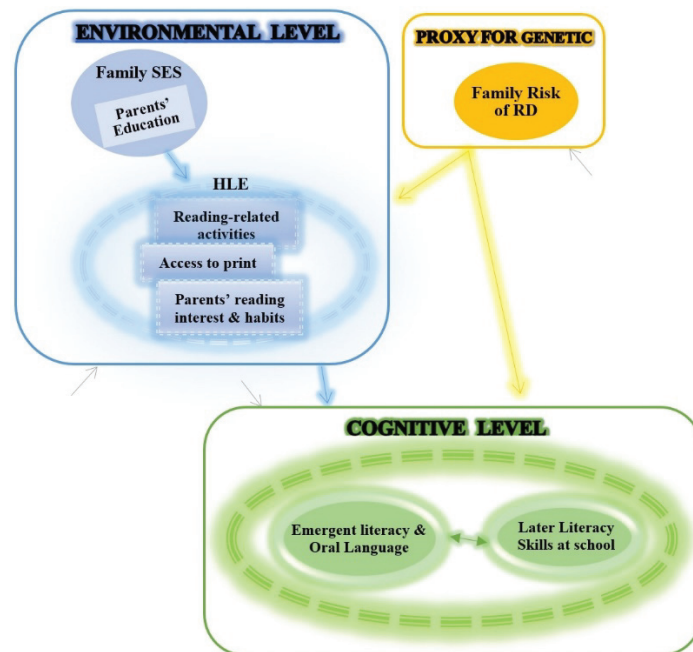 ENVIRONMENTAL LEVEL
Family SES
Parents'
Education
HLE
Reading-related
activities
Access to print
Parents' reading
interest & habits
PROXY FOR GENETIC
Family Risk
of RD
COGNITIVE LEVEL
Emergent literacy &
Oral Language
Later Literacy
Skills at school